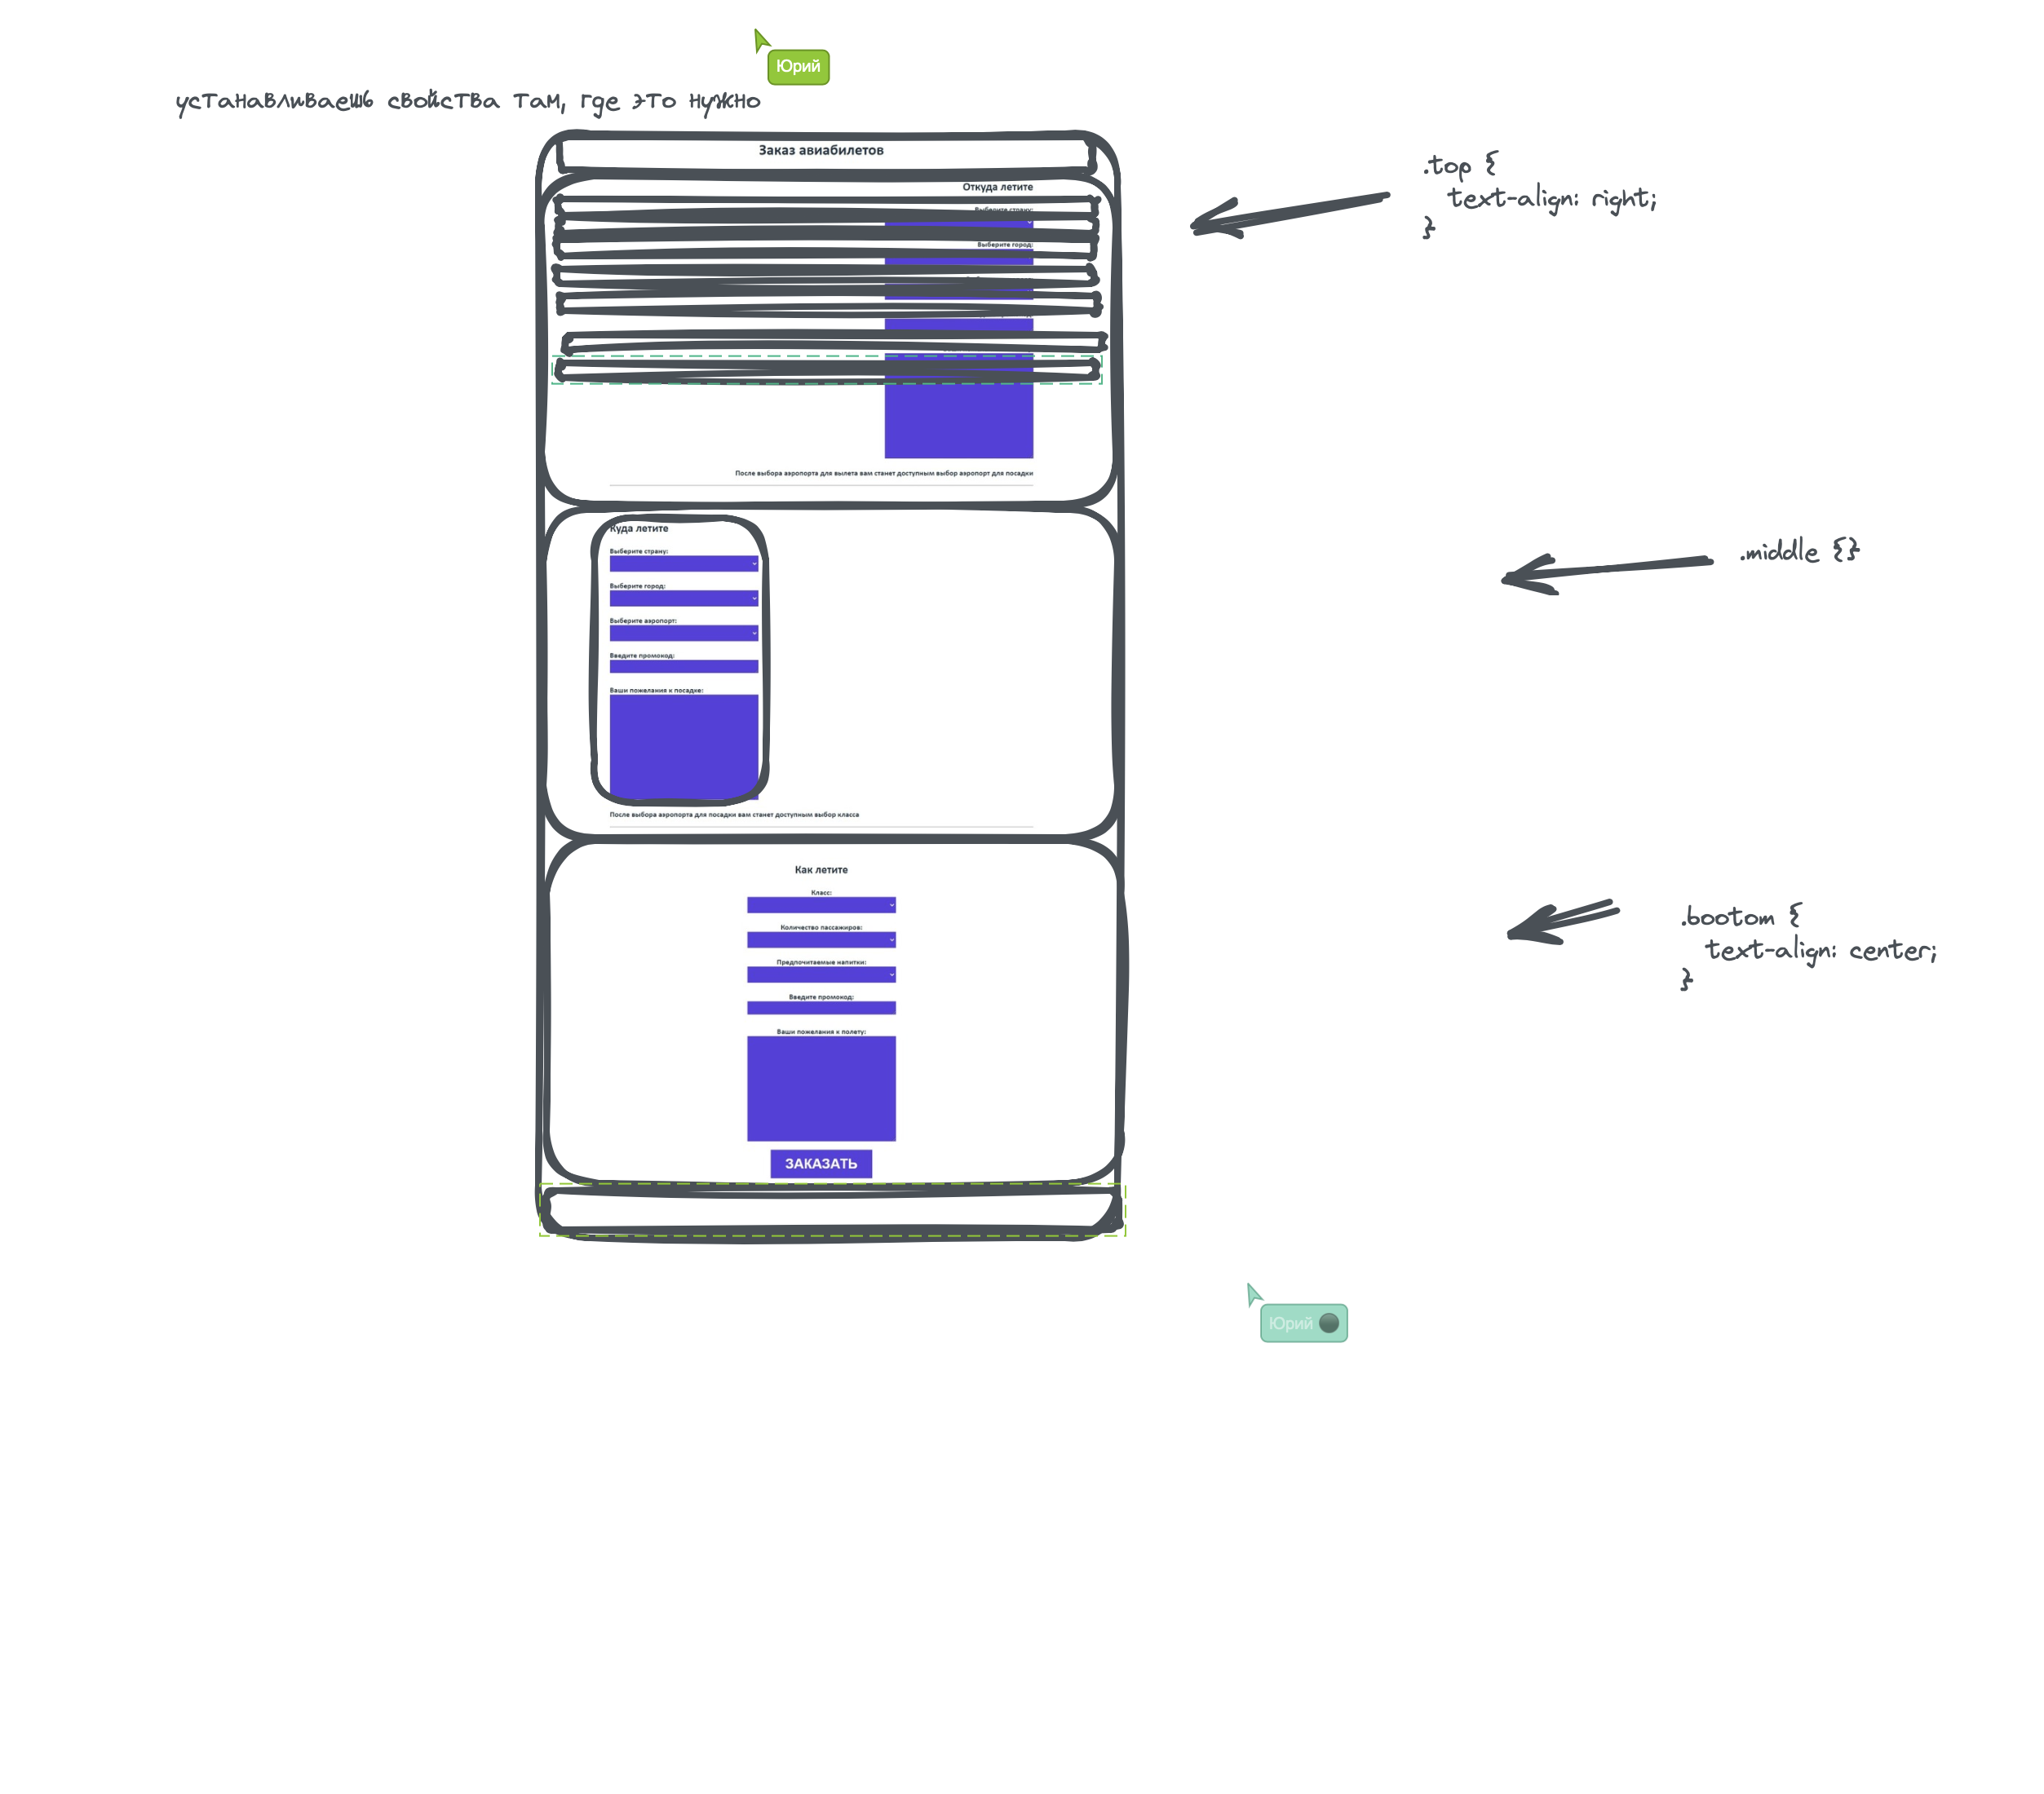 Юрий
устанавливаешь свойства там, где это нужно
Заказ авиабилетов
.top {
text-align: right;
}
Откуда летите
Выберите страну:
Выберите город:
После выбора аэропорта для вылета вам станет доступным выбор аэропорт для посадки
Куда летите
Выберите страну:
Выберите город:
Выберите аэропорт:
Введите промокод:
Ваши пожелания к посадке:
После выбора аэропорта для посадки вам станет доступным выбор класса
.middle {}
Как летите
Класс:
Количество пассажиров:
Предпочитаемые напитки:
Введите промокод:
Ваши пожелания к полету:
ЗАКАЗАТЬ
.bootom {
text-align: center;
}
Юрий